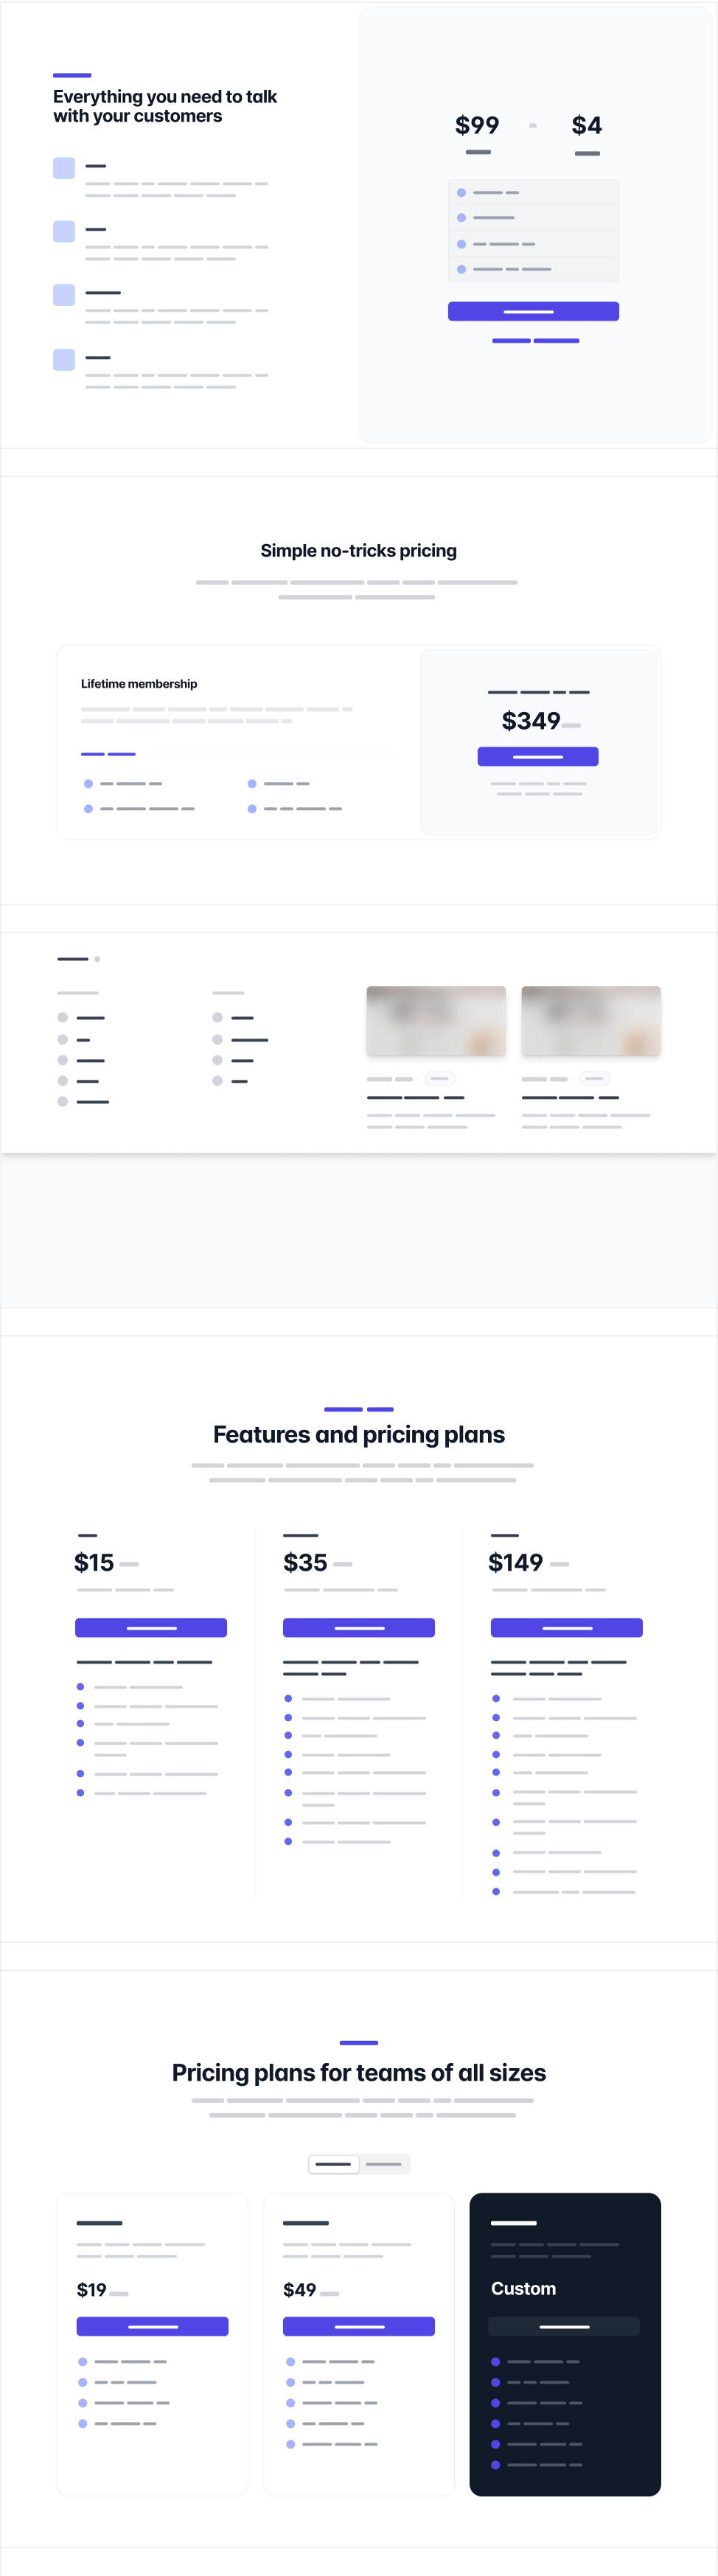 Everything you need to talk
with your customers
$99
$4
Simple no-tricks pricing
Lifetime membership
$349
Features and pricing plans
$15
$35
$149
Pricing plans for teams of all sizes
$19
$49
Custom